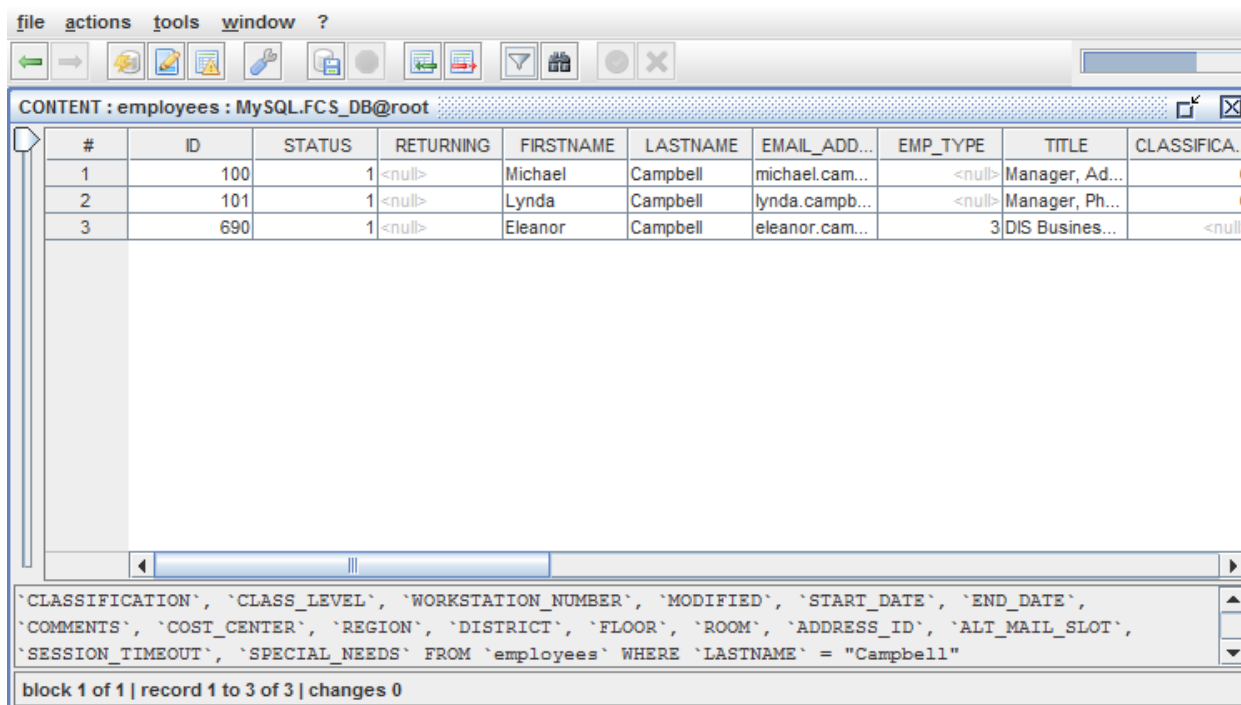 file actions tools window ?
CONTENT : employees : MySQL.FCS_DB@root
# ID STATUS RETURNING FIRSTNAME LASTNAME EMAIL_ADD... EMP_TYPE TITLE CLASSIFICA...
1 100 1 <null> Michael Campbell michael.cam... <null> Manager, Ad...
2 101 1 <null> Lynda Campbell lynda.campb... <null> Manager, Ph...
3 690 1 <null> Eleanor Campbell eleanor.cam... 3 DIS Busines... <null
`CLASSIFICATION`, `CLASS_LEVEL`, `WORKSTATION_NUMBER`, `MODIFIED`, `START_DATE`, `END_DATE`,
`COMMENTS`, `COST_CENTER`, `REGION`, `DISTRICT`, `FLOOR`, `ROOM`, `ADDRESS_ID`, `ALT_MAIL_SLOT`,
`SESSION_TIMEOUT`, `SPECIAL_NEEDS` FROM `employees` WHERE `LASTNAME` = "Campbell"
block 1 of 1 | record 1 to 3 of 3 | changes 0